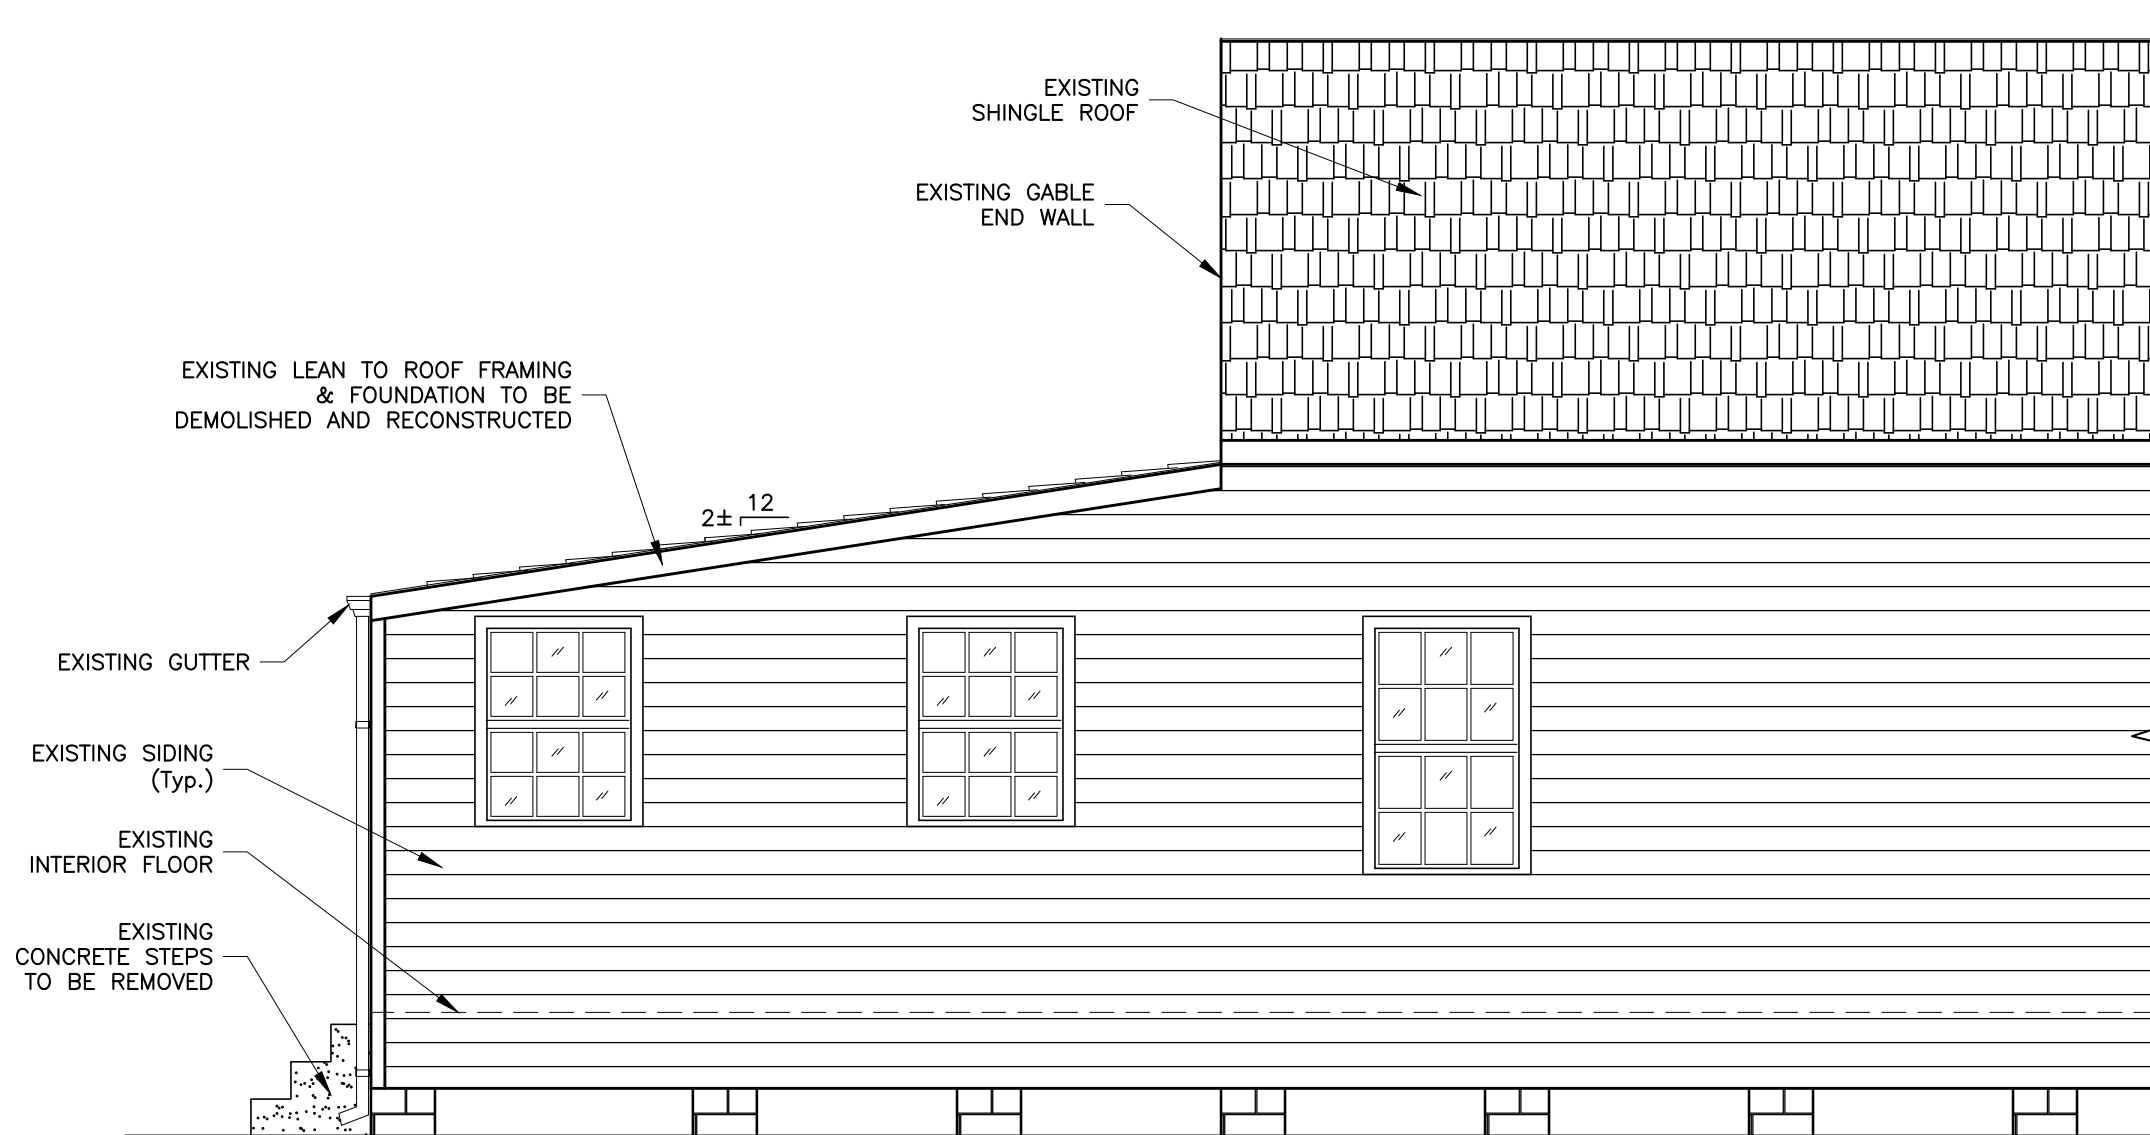 EXISTING
SHINGLE ROOF
EXISTING GABLE
END WALL
EXISTING LEAN TO ROOF FRAMING
& FOUNDATION TO BE
DEMOLISHED AND RECONSTRUCTED
12
2±
EXISTING GUTTER
EXISTING SIDING
(Typ.)
EXISTING
INTERIOR FLOOR
EXISTING
CONCRETE STEPS
TO BE REMOVED